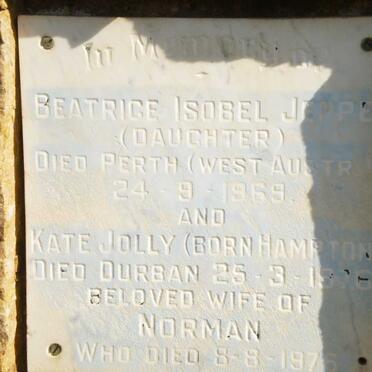 In Memory of
BEATRICE ISOBEL JEPPE
(DAUGHTER)
DIED PERTH (WEST AUSTR
24-9-1969.
AND
KATE JOLLY (BORN HAMPTON
DIED DURBAN 25-3-19
BELOVED WIFE OF
NORMAN
WHO DIED 8-8-1975